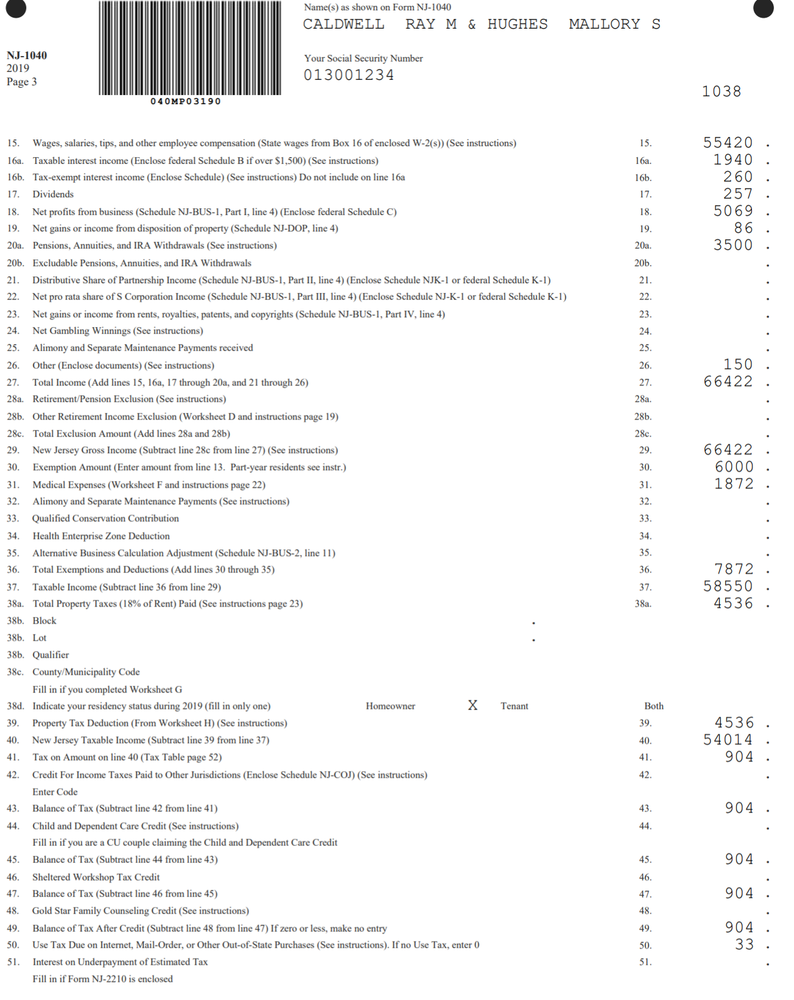 Name(s) as shown on Form NJ-1040
CALDWELL RAY M & HUGHES MALLORY S
NJ-1040
2019
Page 3
Your Social Security Number
013001234
040MP03190
1038
15. Wages, salaries, tips, and other employee compensation (State wages from Box 16 of enclosed W-2(s)) (See instructions) 15. 55420 .
16a. Taxable interest income (Enclose federal Schedule B if over $1,500) (See instructions) 16a. 1940 .
16b. Tax-exempt interest income (Enclose Schedule) (See instructions) Do not include on line 16a 16b. 260 .
17. Dividends 17. 257 .
18. Net profits from business (Schedule NJ-BUS-1, Part I, line 4) (Enclose federal Schedule C) 18. 5069 .
19. Net gains or income from disposition of property (Schedule NJ-DOP, line 4) 19. 86 .
20a. Pensions, Annuities, and IRA Withdrawals (See instructions) 20a. 3500 .
20b. Excludable Pensions, Annuities, and IRA Withdrawals 20b. .
21. Distributive Share of Partnership Income (Schedule NJ-BUS-1, Part II, line 4) (Enclose Schedule NJK-1 or federal Schedule K-1) 21. .
22. Net pro rata share of S Corporation Income (Schedule NJ-BUS-1, Part III, line 4) (Enclose Schedule NJ-K-1 or federal Schedule K-1) 22. .
23. Net gains or income from rents, royalties, patents, and copyrights (Schedule NJ-BUS-1, Part IV, line 4) 23. .
24. Net Gambling Winnings (See instructions) 24. .
25. Alimony and Separate Maintenance Payments received 25. .
26. Other (Enclose documents) (See instructions) 26. 150 .
27. Total Income (Add lines 15, 16a, 17 through 20a, and 21 through 26) 27. 66422 .
28a. Retirement/Pension Exclusion (See instructions) 28a. .
28b. Other Retirement Income Exclusion (Worksheet D and instructions page 19) 28b. .
28c. Total Exclusion Amount (Add lines 28a and 28b) 28c. .
29. New Jersey Gross Income (Subtract line 28c from line 27) (See instructions) 29. 66422 .
30. Exemption Amount (Enter amount from line 13. Part-year residents see instr.) 30. 6000 .
31. Medical Expenses (Worksheet F and instructions page 22) 31. 1872 .
32. Alimony and Separate Maintenance Payments (See instructions) 32. .
33. Qualified Conservation Contribution 33. .
34. Health Enterprise Zone Deduction 34. .
35. Alternative Business Calculation Adjustment (Schedule NJ-BUS-2, line 11) 35. .
36. Total Exemptions and Deductions (Add lines 30 through 35) 36. 7872 .
37. Taxable Income (Subtract line 36 from line 29) 37. 58550 .
38a. Total Property Taxes (18% of Rent) Paid (See instructions page 23) 38a. 4536 .
38b. Block .
38b. Lot .
38b. Qualifier
38c. County/Municipality Code
Fill in if you completed Worksheet G
38d. Indicate your residency status during 2019 (fill in only one) Homeowner X Tenant Both
39. Property Tax Deduction (From Worksheet H) (See instructions) 39. 4536 .
40. New Jersey Taxable Income (Subtract line 39 from line 37) 40. 54014 .
41. Tax on Amount on line 40 (Tax Table page 52) 41. 904 .
42. Credit For Income Taxes Paid to Other Jurisdictions (Enclose Schedule NJ-COJ) (See instructions) 42. .
Enter Code
43. Balance of Tax (Subtract line 42 from line 41) 43. 904 .
44. Child and Dependent Care Credit (See instructions) 44. .
Fill in if you are a CU couple claiming the Child and Dependent Care Credit
45. Balance of Tax (Subtract line 44 from line 43) 45. 904 .
46. Sheltered Workshop Tax Credit 46. .
47. Balance of Tax (Subtract line 46 from line 45) 47. 904 .
48. Gold Star Family Counseling Credit (See instructions) 48. .
49. Balance of Tax After Credit (Subtract line 48 from line 47) If zero or less, make no entry 49. 904 .
50. Use Tax Due on Internet, Mail-Order, or Other Out-of-State Purchases (See instructions). If no Use Tax, enter 0 50. 33 .
51. Interest on Underpayment of Estimated Tax 51. .
Fill in if Form NJ-2210 is enclosed